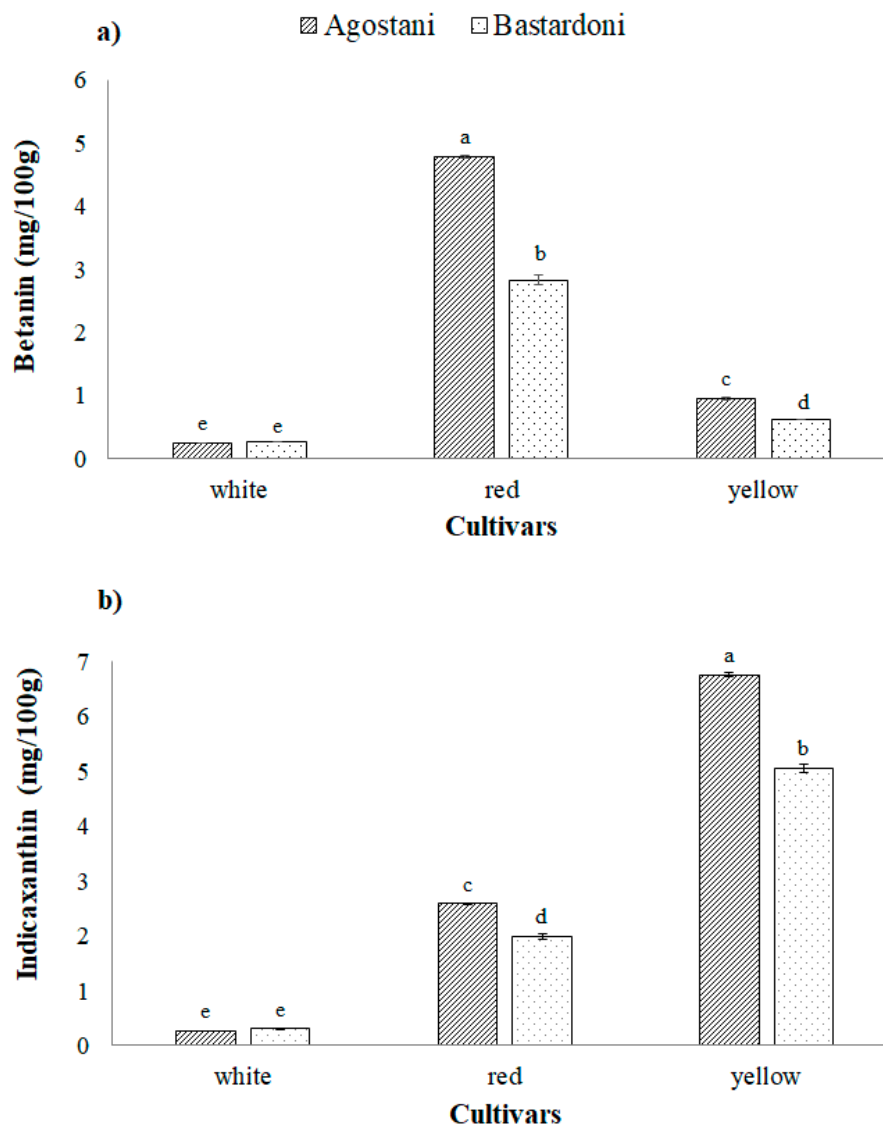 a)
Agostani Bastardoni
Betanin (mg/100g)
6
5
4
3
2
1
0
e e a b c d
white red yellow
Cultivars
b)
Indicaxanthin (mg/100g)
7
6
5
4
3
2
1
0
e e c d a b
white red yellow
Cultivars